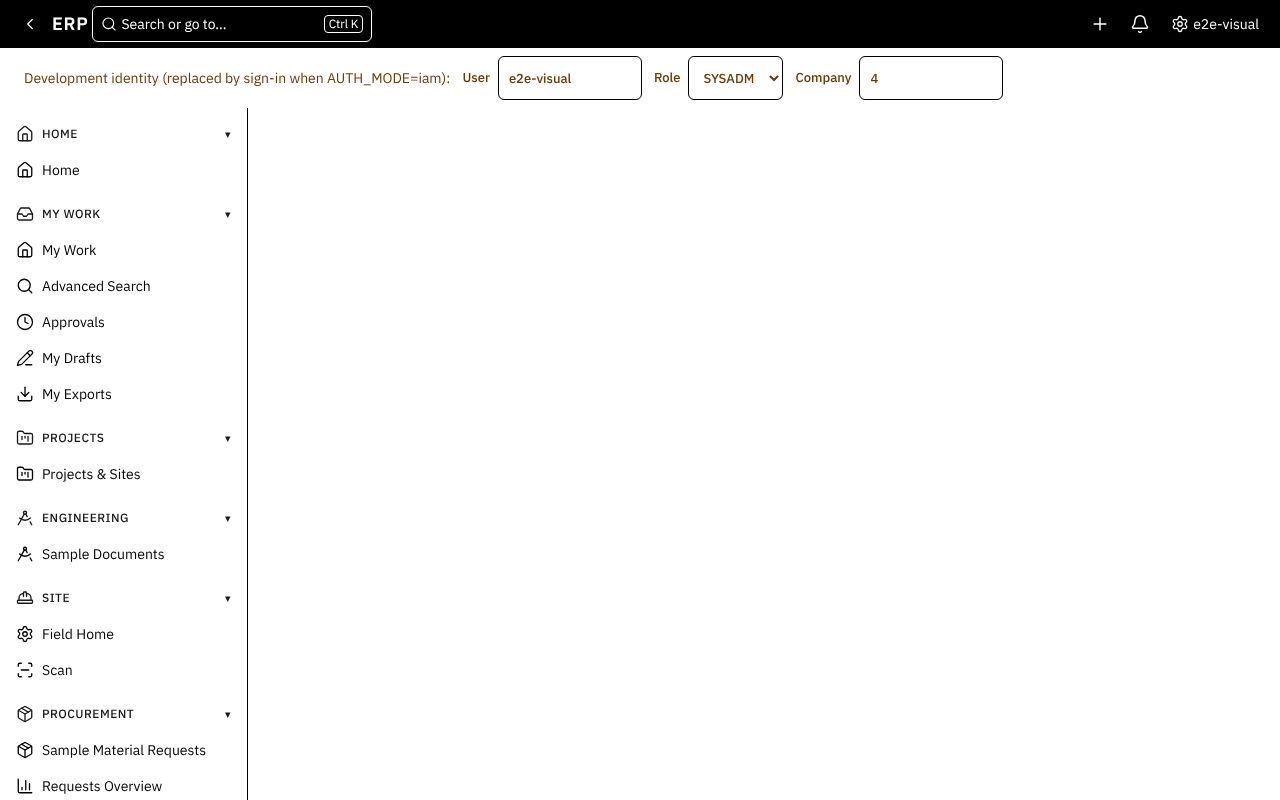 ERP
Search or go to...
Ctrl K
e2e-visual
Development identity (replaced by sign-in when AUTH_MODE=iam):
User
e2e-visual
Role
SYSADM
Company
4
HOME
Home
MY WORK
My Work
Advanced Search
Approvals
My Drafts
My Exports
PROJECTS
Projects & Sites
ENGINEERING
Sample Documents
SITE
Field Home
Scan
PROCUREMENT
Sample Material Requests
Requests Overview